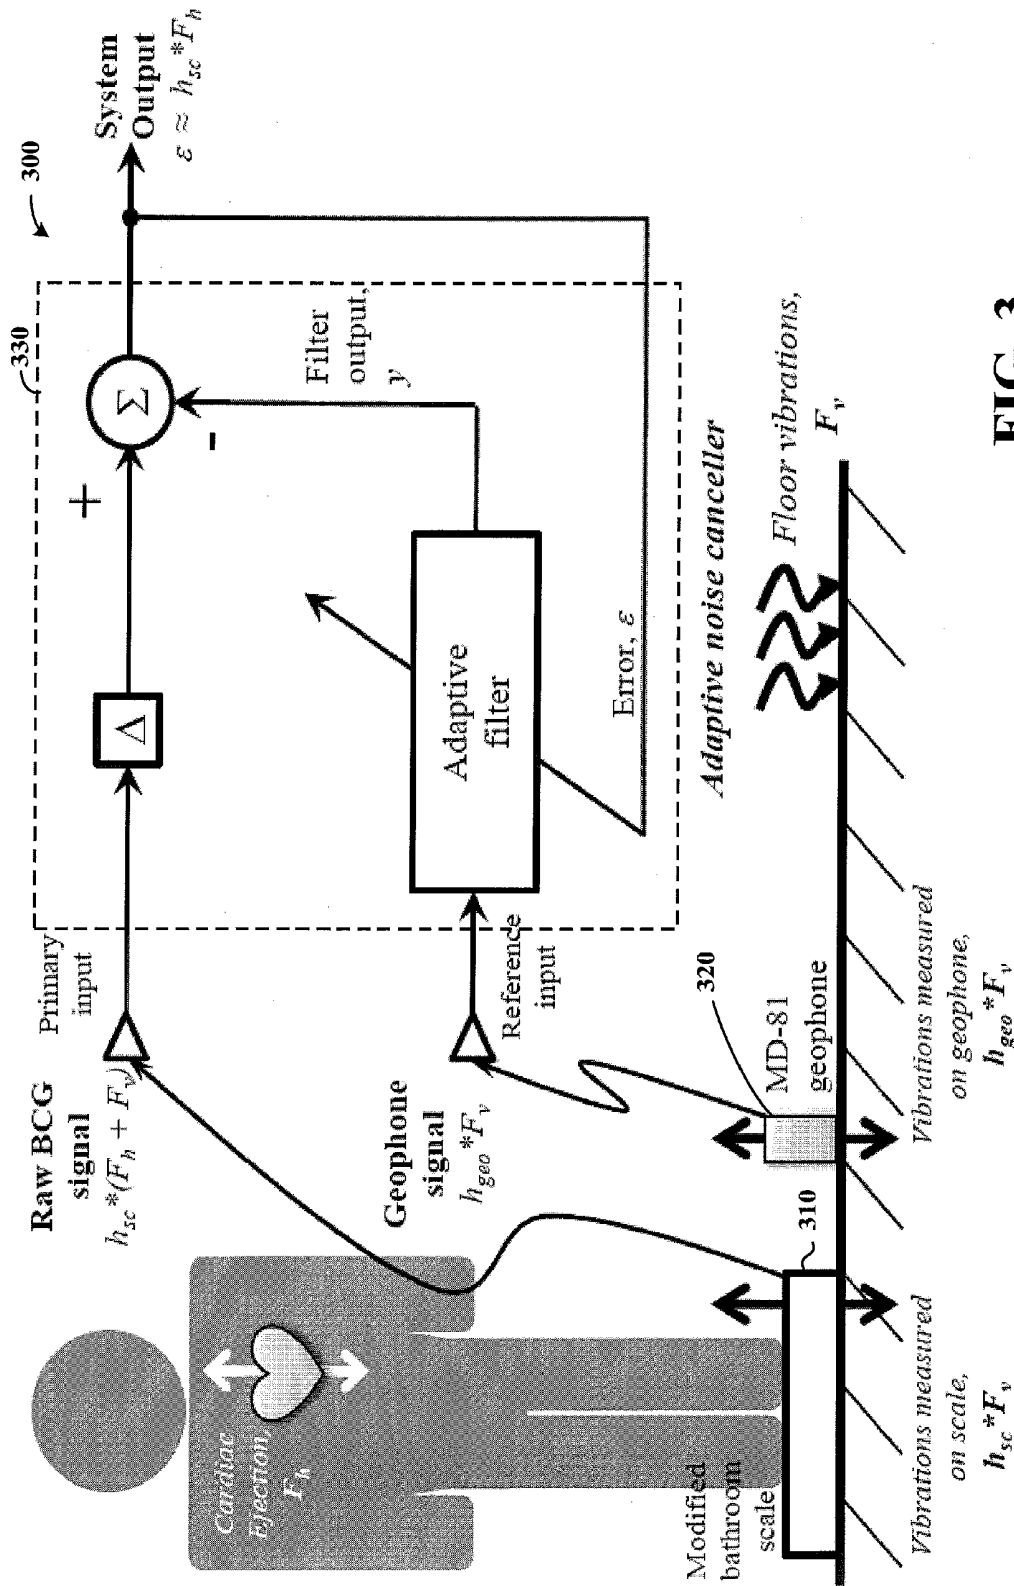 300
330
System
Output
ε ≈ h_sc*F_h
+
Σ
-
Δ
Filter
output,
y
Adaptive
filter
Error, ε
Adaptive noise canceller
Primary
input
Reference
input
Raw BCG
signal
h_sc*(F_h + F_v)
Geophone
signal
h_geo*F_v
Cardiac
Ejection,
F_h
Modified
bathroom
scale
310
320
MD-81
geophone
Floor vibrations,
F_v
Vibrations measured
on scale,
h_sc*F_v
Vibrations measured
on geophone,
h_geo*F_v
FIG. 3